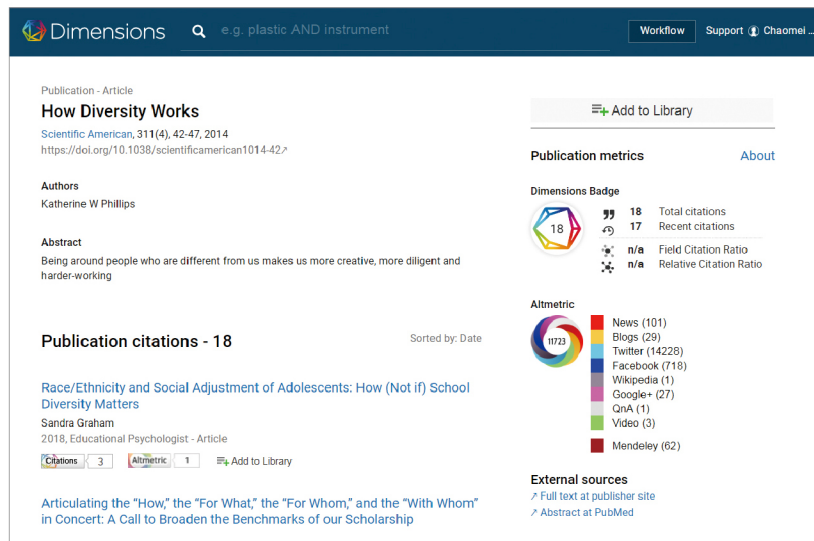 Dimensions
e.g. plastic AND instrument
Workflow
Support
Chaomei ...
Publication - Article
How Diversity Works
Scientific American, 311(4), 42-47, 2014
https://doi.org/10.1038/scientificamerican1014-42↗
Authors
Katherine W Phillips
Abstract
Being around people who are different from us makes us more creative, more diligent and
harder-working
Publication citations - 18
Sorted by: Date
Race/Ethnicity and Social Adjustment of Adolescents: How (Not if) School
Diversity Matters
Sandra Graham
2018, Educational Psychologist - Article
Citations 3
Altmetric 1
Add to Library
Articulating the “How,” the “For What,” the “For Whom,” and the “With Whom”
in Concert: A Call to Broaden the Benchmarks of our Scholarship
Add to Library
Publication metrics
About
Dimensions Badge
18
18 Total citations
17 Recent citations
n/a Field Citation Ratio
n/a Relative Citation Ratio
Altmetric
11723
News (101)
Blogs (29)
Twitter (14228)
Facebook (718)
Wikipedia (1)
Google+ (27)
QnA (1)
Video (3)
Mendeley (62)
External sources
↗ Full text at publisher site
↗ Abstract at PubMed